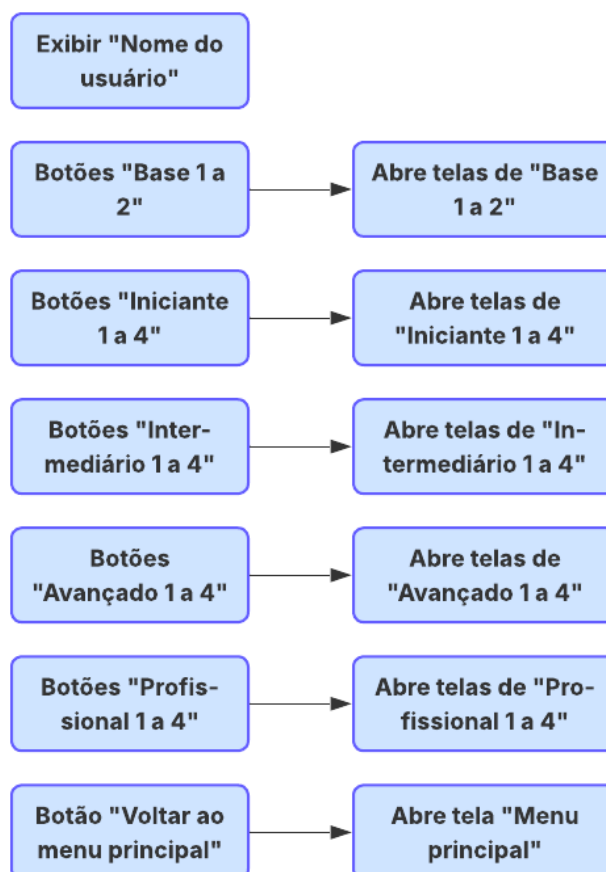 Exibir "Nome do
usuário"
Botões "Base 1 a
2"
Abre telas de "Base
1 a 2"
Botões "Iniciante
1 a 4"
Abre telas de
"Iniciante 1 a 4"
Botões "Inter-
mediário 1 a 4"
Abre telas de "In-
termediário 1 a 4"
Botões
"Avançado 1 a 4"
Abre telas de
"Avançado 1 a 4"
Botões "Profis-
sional 1 a 4"
Abre telas de "Pro-
fissional 1 a 4"
Botão "Voltar ao
menu principal"
Abre tela "Menu
principal"